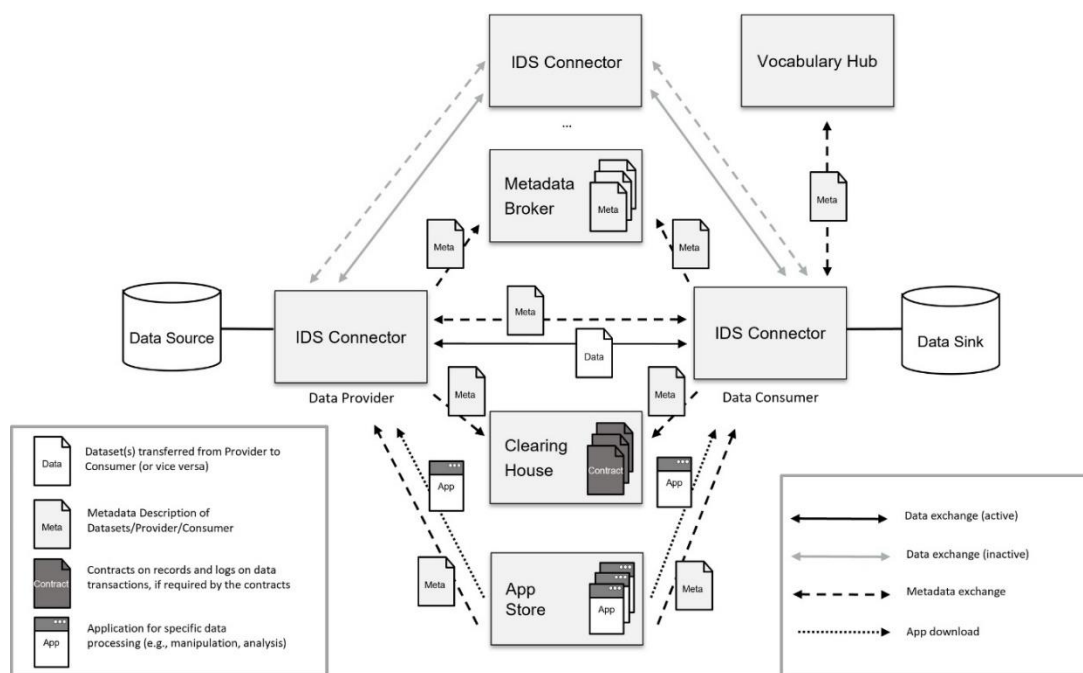 IDS Connector
Vocabulary Hub
...
Metadata
Broker
Meta
Meta
Meta
Meta
Data Source
IDS Connector
Meta
Data
IDS Connector
Data Sink
Data Provider
Data Consumer
Meta
Meta
Clearing
House
Contract
App
App
Meta
Meta
App
Store
App
Data
Dataset(s) transferred from Provider to
Consumer (or vice versa)
Meta
Metadata Description of
Datasets/Provider/Consumer
Contract
Contracts on records and logs on data
transactions, if required by the contracts
App
Application for specific data
processing (e.g., manipulation, analysis)
Data exchange (active)
Data exchange (inactive)
Metadata exchange
App download